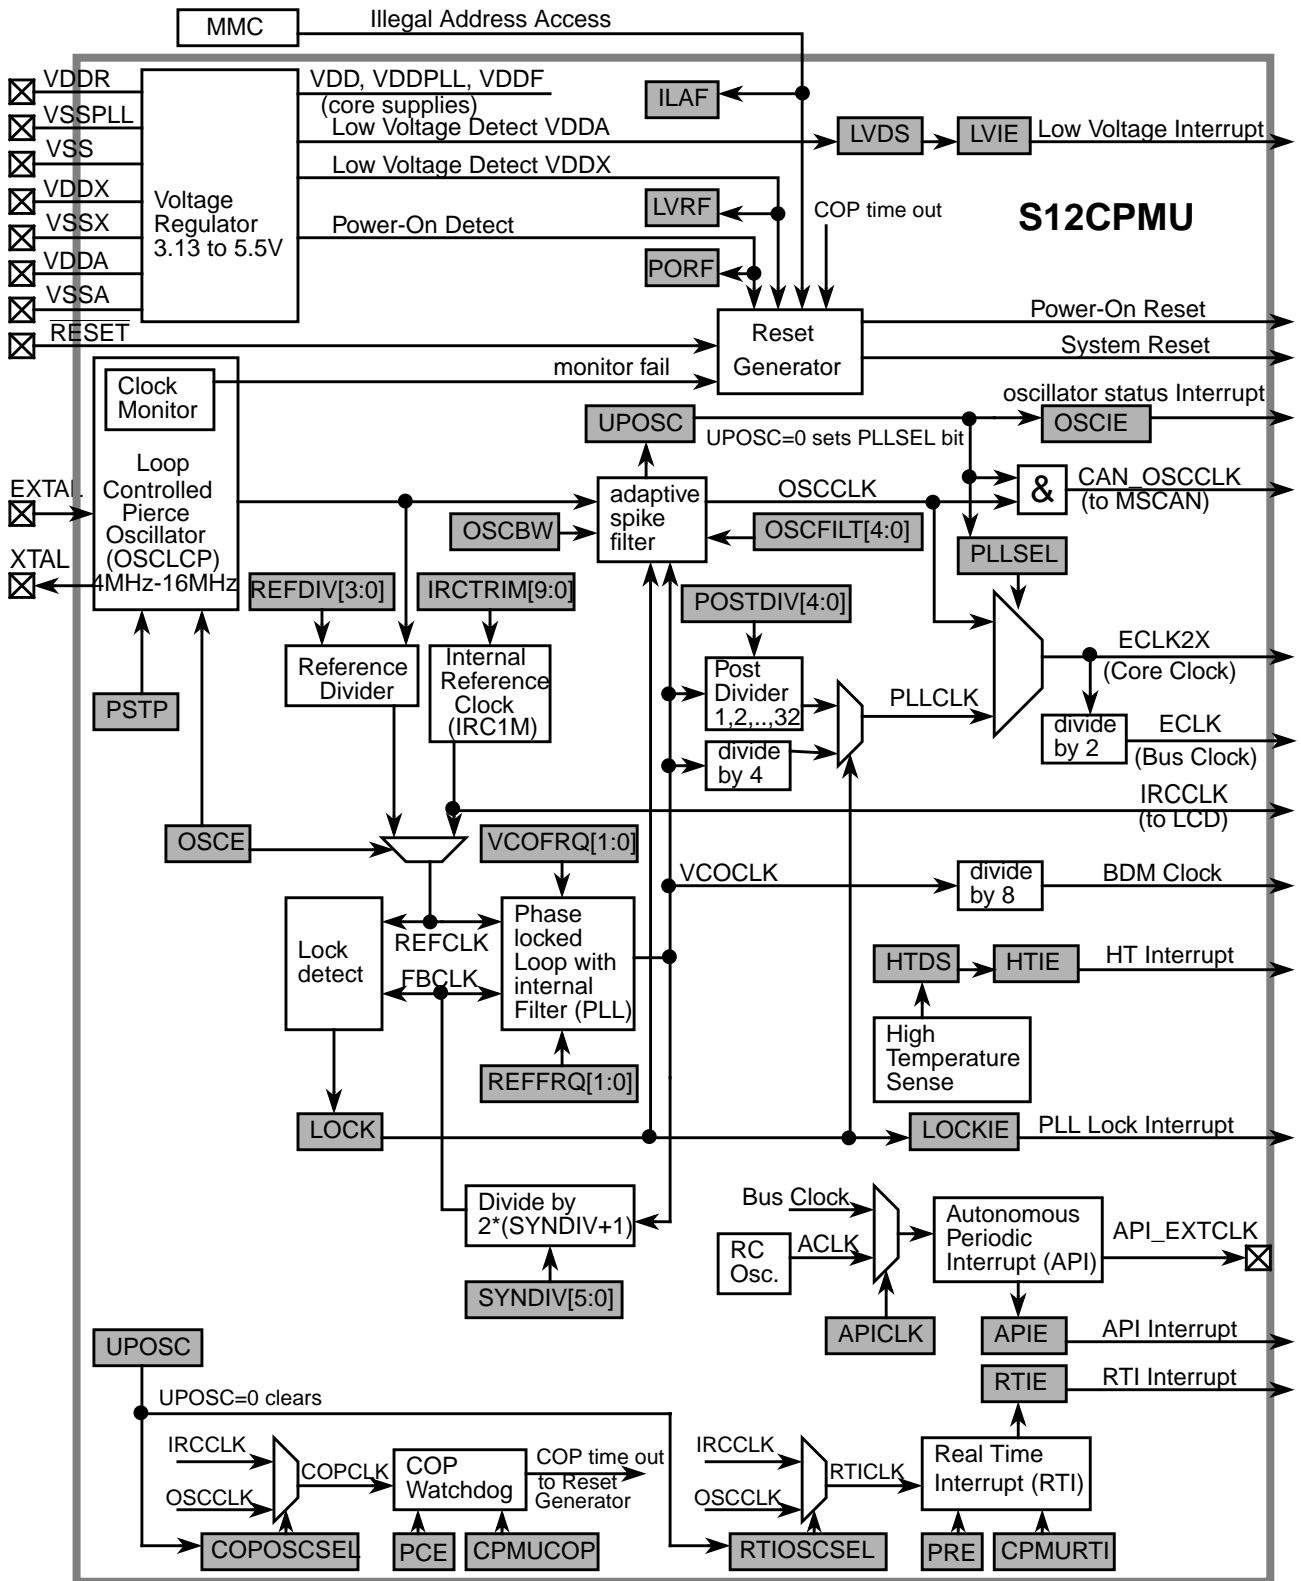 MMC
Illegal Address Access
VDDR
VSSPLL
VSS
VDDX
VSSX
VDDA
VSSA
RESET
Voltage
Regulator
3.13 to 5.5V
VDD, VDDPLL, VDDF
(core supplies)
Low Voltage Detect VDDA
Low Voltage Detect VDDX
Power-On Detect
ILAF
LVRF
PORF
LVDS
LVIE
Low Voltage Interrupt
COP time out
S12CPMU
Reset
Generator
Power-On Reset
System Reset
monitor fail
Clock
Monitor
Loop
Controlled
Pierce
Oscillator
(OSCLCP)
4MHz-16MHz
EXTAL
XTAL
UPOSC
UPOSC=0 sets PLLSEL bit
oscillator status Interrupt
OSCIE
adaptive
spike
filter
OSCCLK
&
CAN_OSCCLK
(to MSCAN)
OSCBW
OSCFILT[4:0]
PLLSEL
REFDIV[3:0]
IRCTRIM[9:0]
POSTDIV[4:0]
Reference
Divider
Internal
Reference
Clock
(IRC1M)
Post
Divider
1,2,..,32
PLLCLK
ECLK2X
(Core Clock)
PSTP
divide
by 4
divide
by 2
ECLK
(Bus Clock)
IRCCLK
(to LCD)
OSCE
VCOFRQ[1:0]
VCOCLK
divide
by 8
BDM Clock
Lock
detect
REFCLK
FBCLK
Phase
locked
Loop with
internal
Filter (PLL)
REFFRQ[1:0]
HTDS
HTIE
HT Interrupt
High
Temperature
Sense
LOCK
LOCKIE
PLL Lock Interrupt
Divide by
2*(SYNDIV+1)
SYNDIV[5:0]
Bus Clock
RC
Osc.
ACLK
Autonomous
Periodic
Interrupt (API)
API_EXTCLK
APICLK
APIE
API Interrupt
RTIE
RTI Interrupt
UPOSC
UPOSC=0 clears
IRCCLK
OSCCLK
COPCLK
COP
Watchdog
COP time out
to Reset
Generator
COPOSCSEL
PCE
CPMUCOP
IRCCLK
OSCCLK
RTICLK
Real Time
Interrupt (RTI)
RTIOSCSEL
PRE
CPMURTI